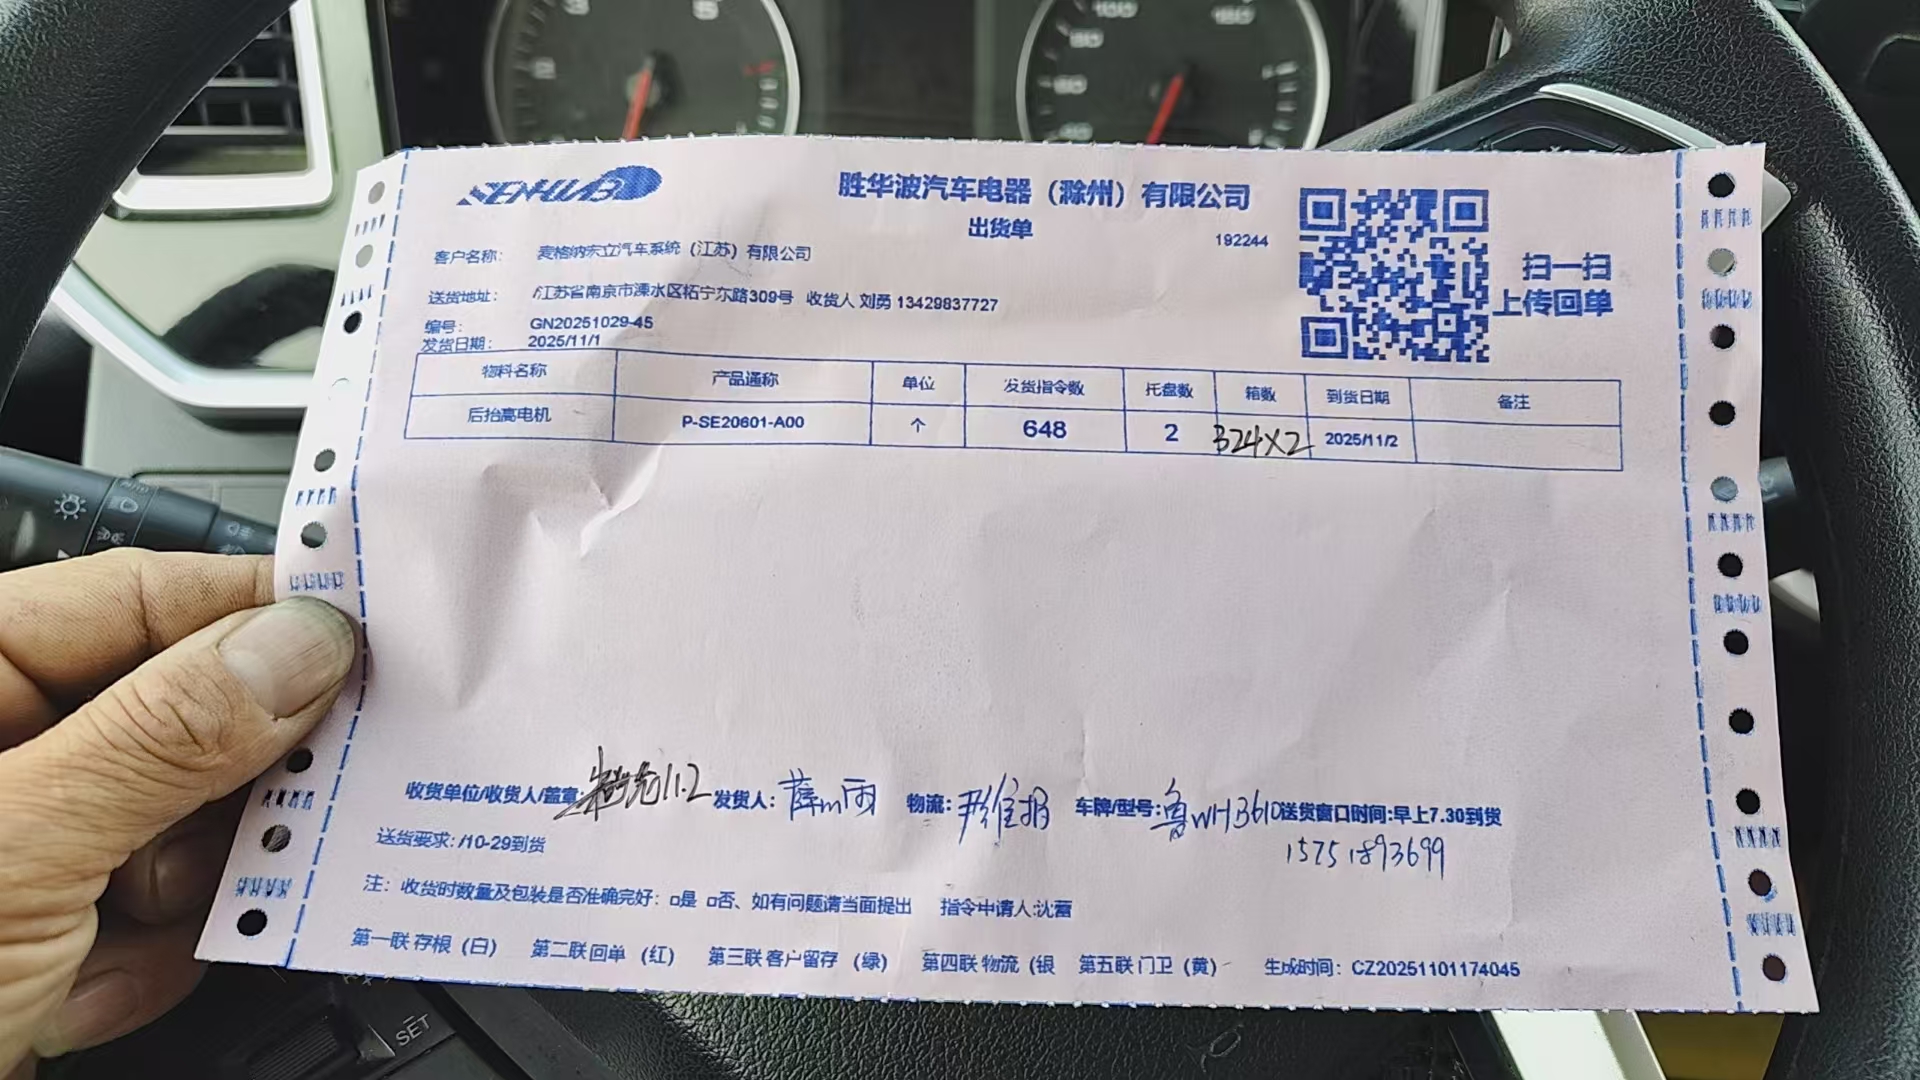 SENHWABO
胜华波汽车电器（滁州）有限公司
出货单
192244
扫一扫
上传回单
客户名称： 麦格纳宏立汽车系统（江苏）有限公司
送货地址： /江苏省南京市溧水区柘宁东路309号 收货人 刘勇 13429837727
编号： GN20251029-45
发货日期： 2025/11/1
物料名称 产品通称 单位 发货指令数 托盘数 箱数 到货日期 备注
后抬高电机 P-SE20601-A00 个 648 2 324X2 2025/11/2
收货单位/收货人/盖章: 11.2 发货人： 薛 雨 物流： 尹维 车牌/型号: 鲁WH3610 送货窗口时间:早上7.30到货
15751893699
送货要求: /10-29到货
注： 收货时数量及包装是否准确完好：□是 □否、如有问题请当面提出 指令申请人:沈蕾
第一联 存根（白） 第二联 回单 （红） 第三联 客户留存 （绿） 第四联 物流（银 第五联 门卫（黄） 生成时间： CZ20251101174045
SET